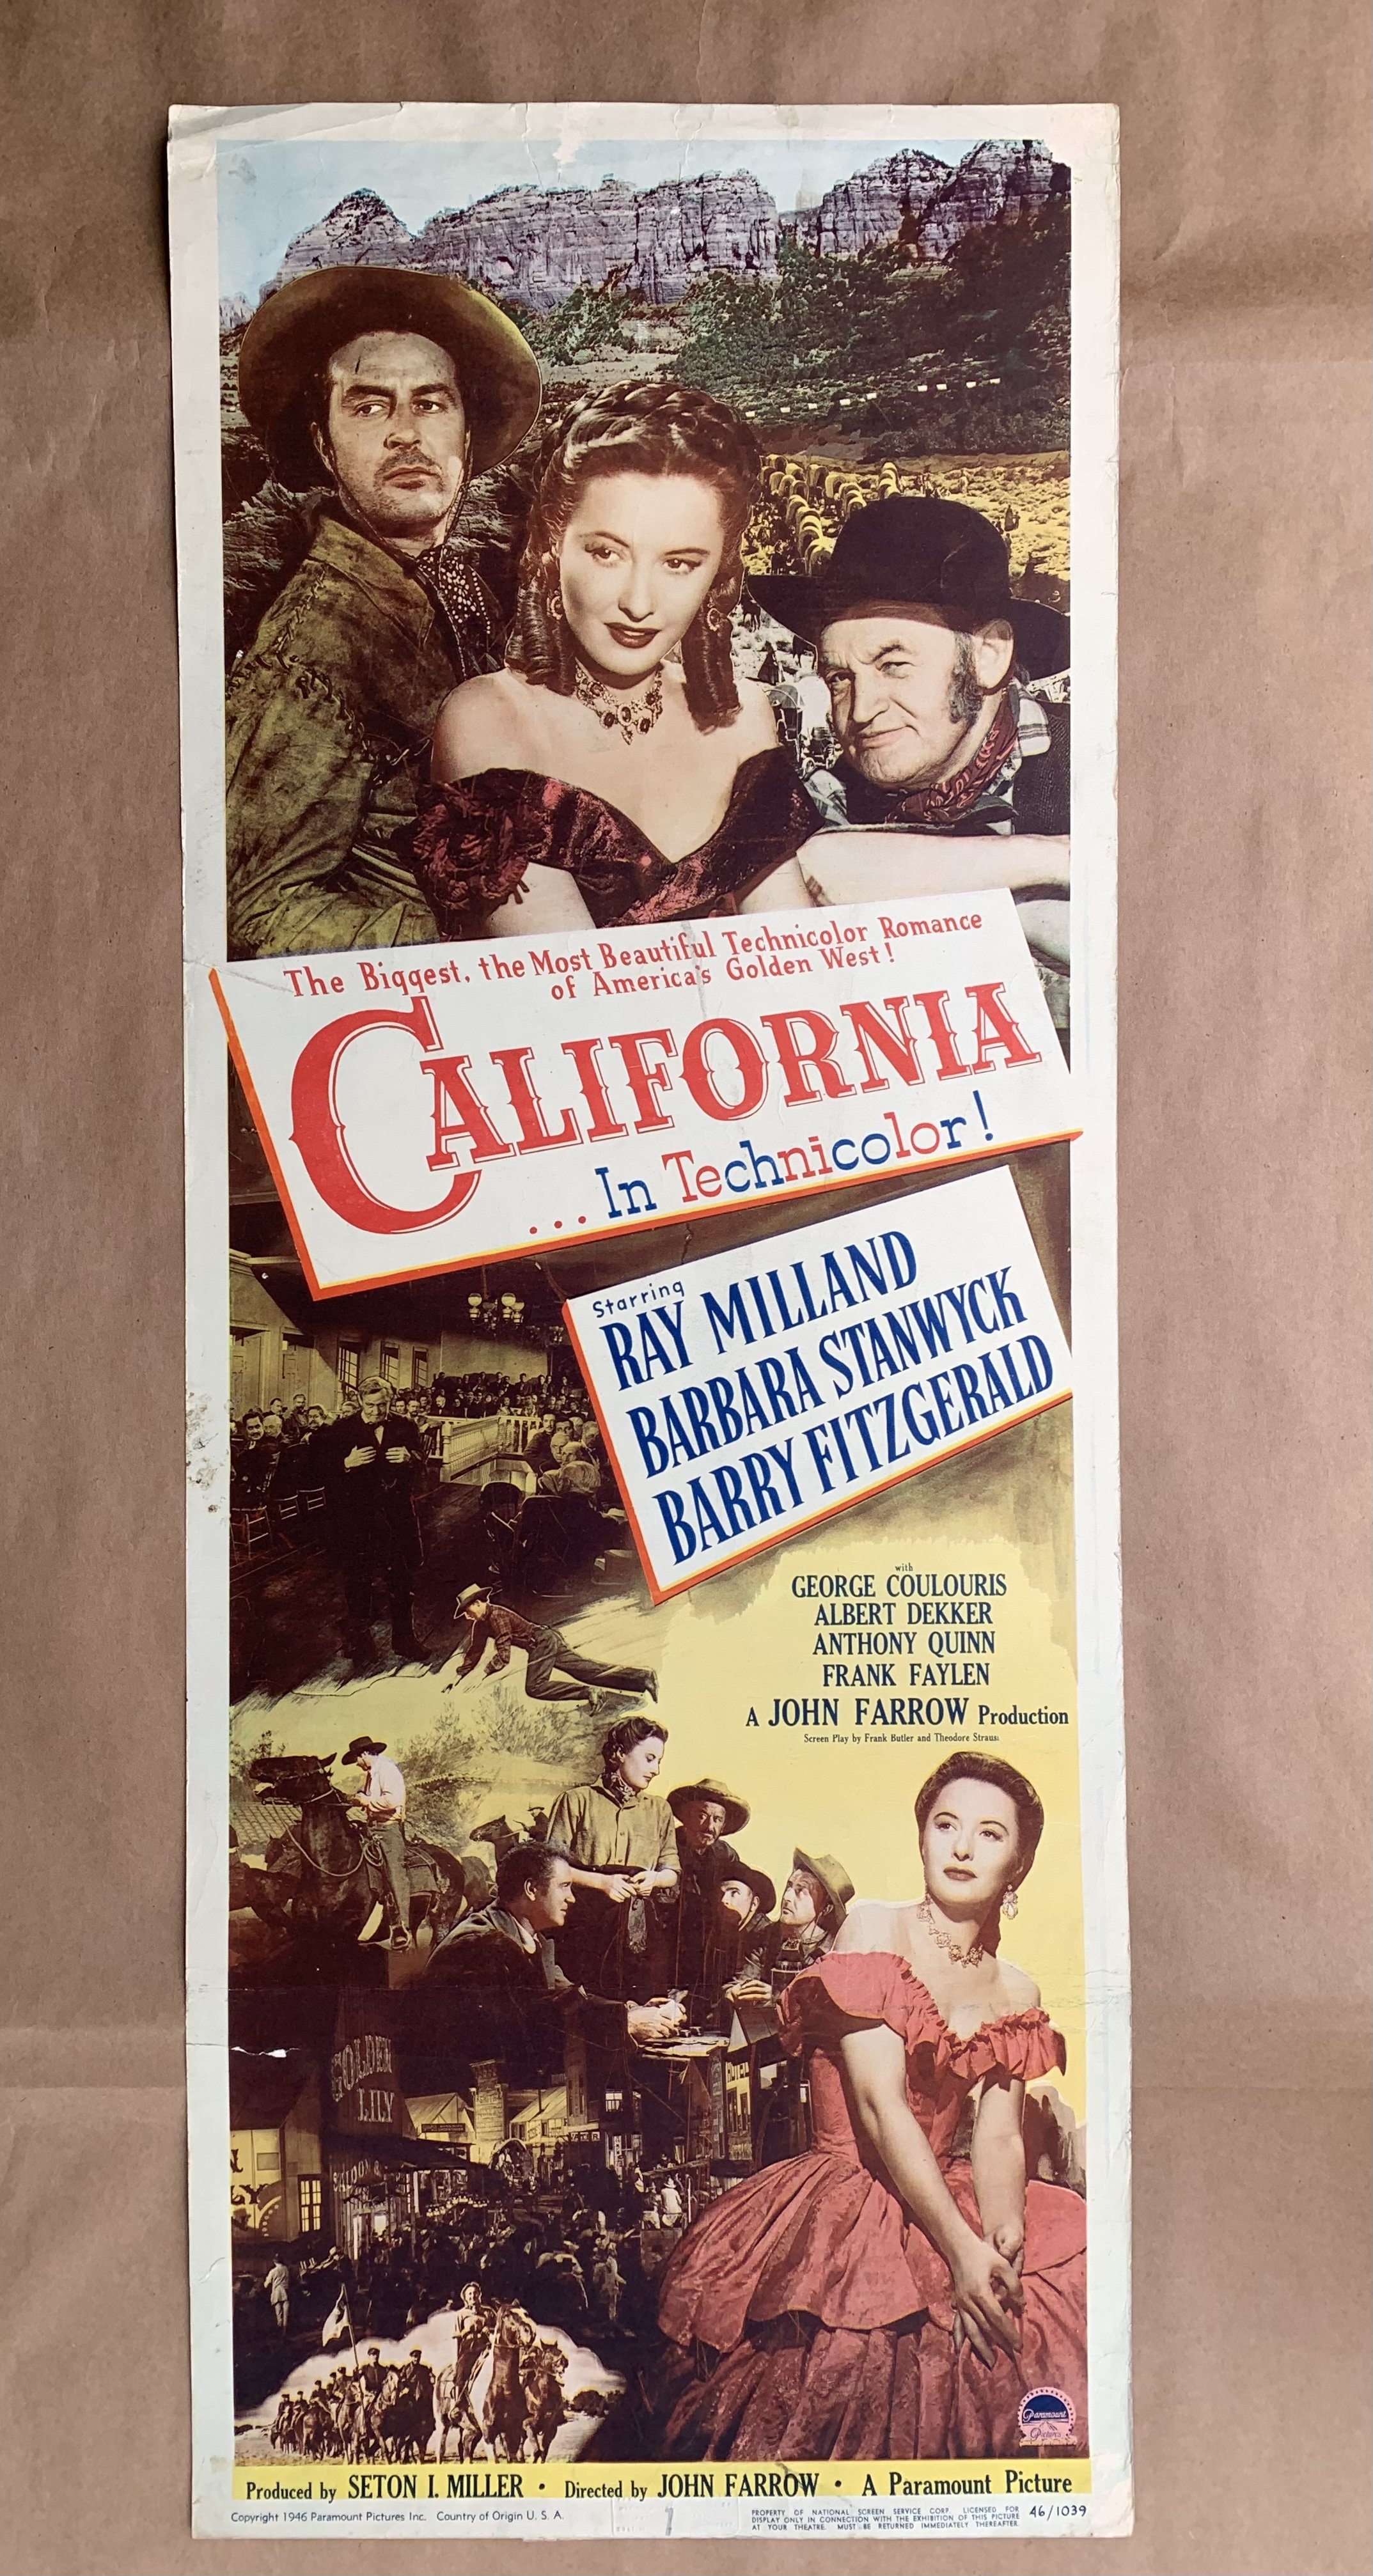 The Biggest, the Most Beautiful Technicolor Romance
of America's Golden West!
CALIFORNIA
...In Technicolor!
Starring
RAY MILLAND
BARBARA STANWYCK
BARRY FITZGERALD
with
GEORGE COULOURIS
ALBERT DEKKER
ANTHONY QUINN
FRANK FAYLEN
A JOHN FARROW Production
Screen Play by Frank Butler and Theodore Strauss
GOLDEN
LILY
SALOON
HOTEL
Paramount
Pictures
Produced by SETON I. MILLER • Directed by JOHN FARROW • A Paramount Picture
Copyright 1946 Paramount Pictures Inc. Country of Origin U. S. A.
PROPERTY OF NATIONAL SCREEN SERVICE CORP. LICENSED FOR
DISPLAY ONLY IN CONNECTION WITH THE EXHIBITION OF THIS PICTURE
AT YOUR THEATRE. MUST BE RETURNED IMMEDIATELY THEREAFTER.
46/1039